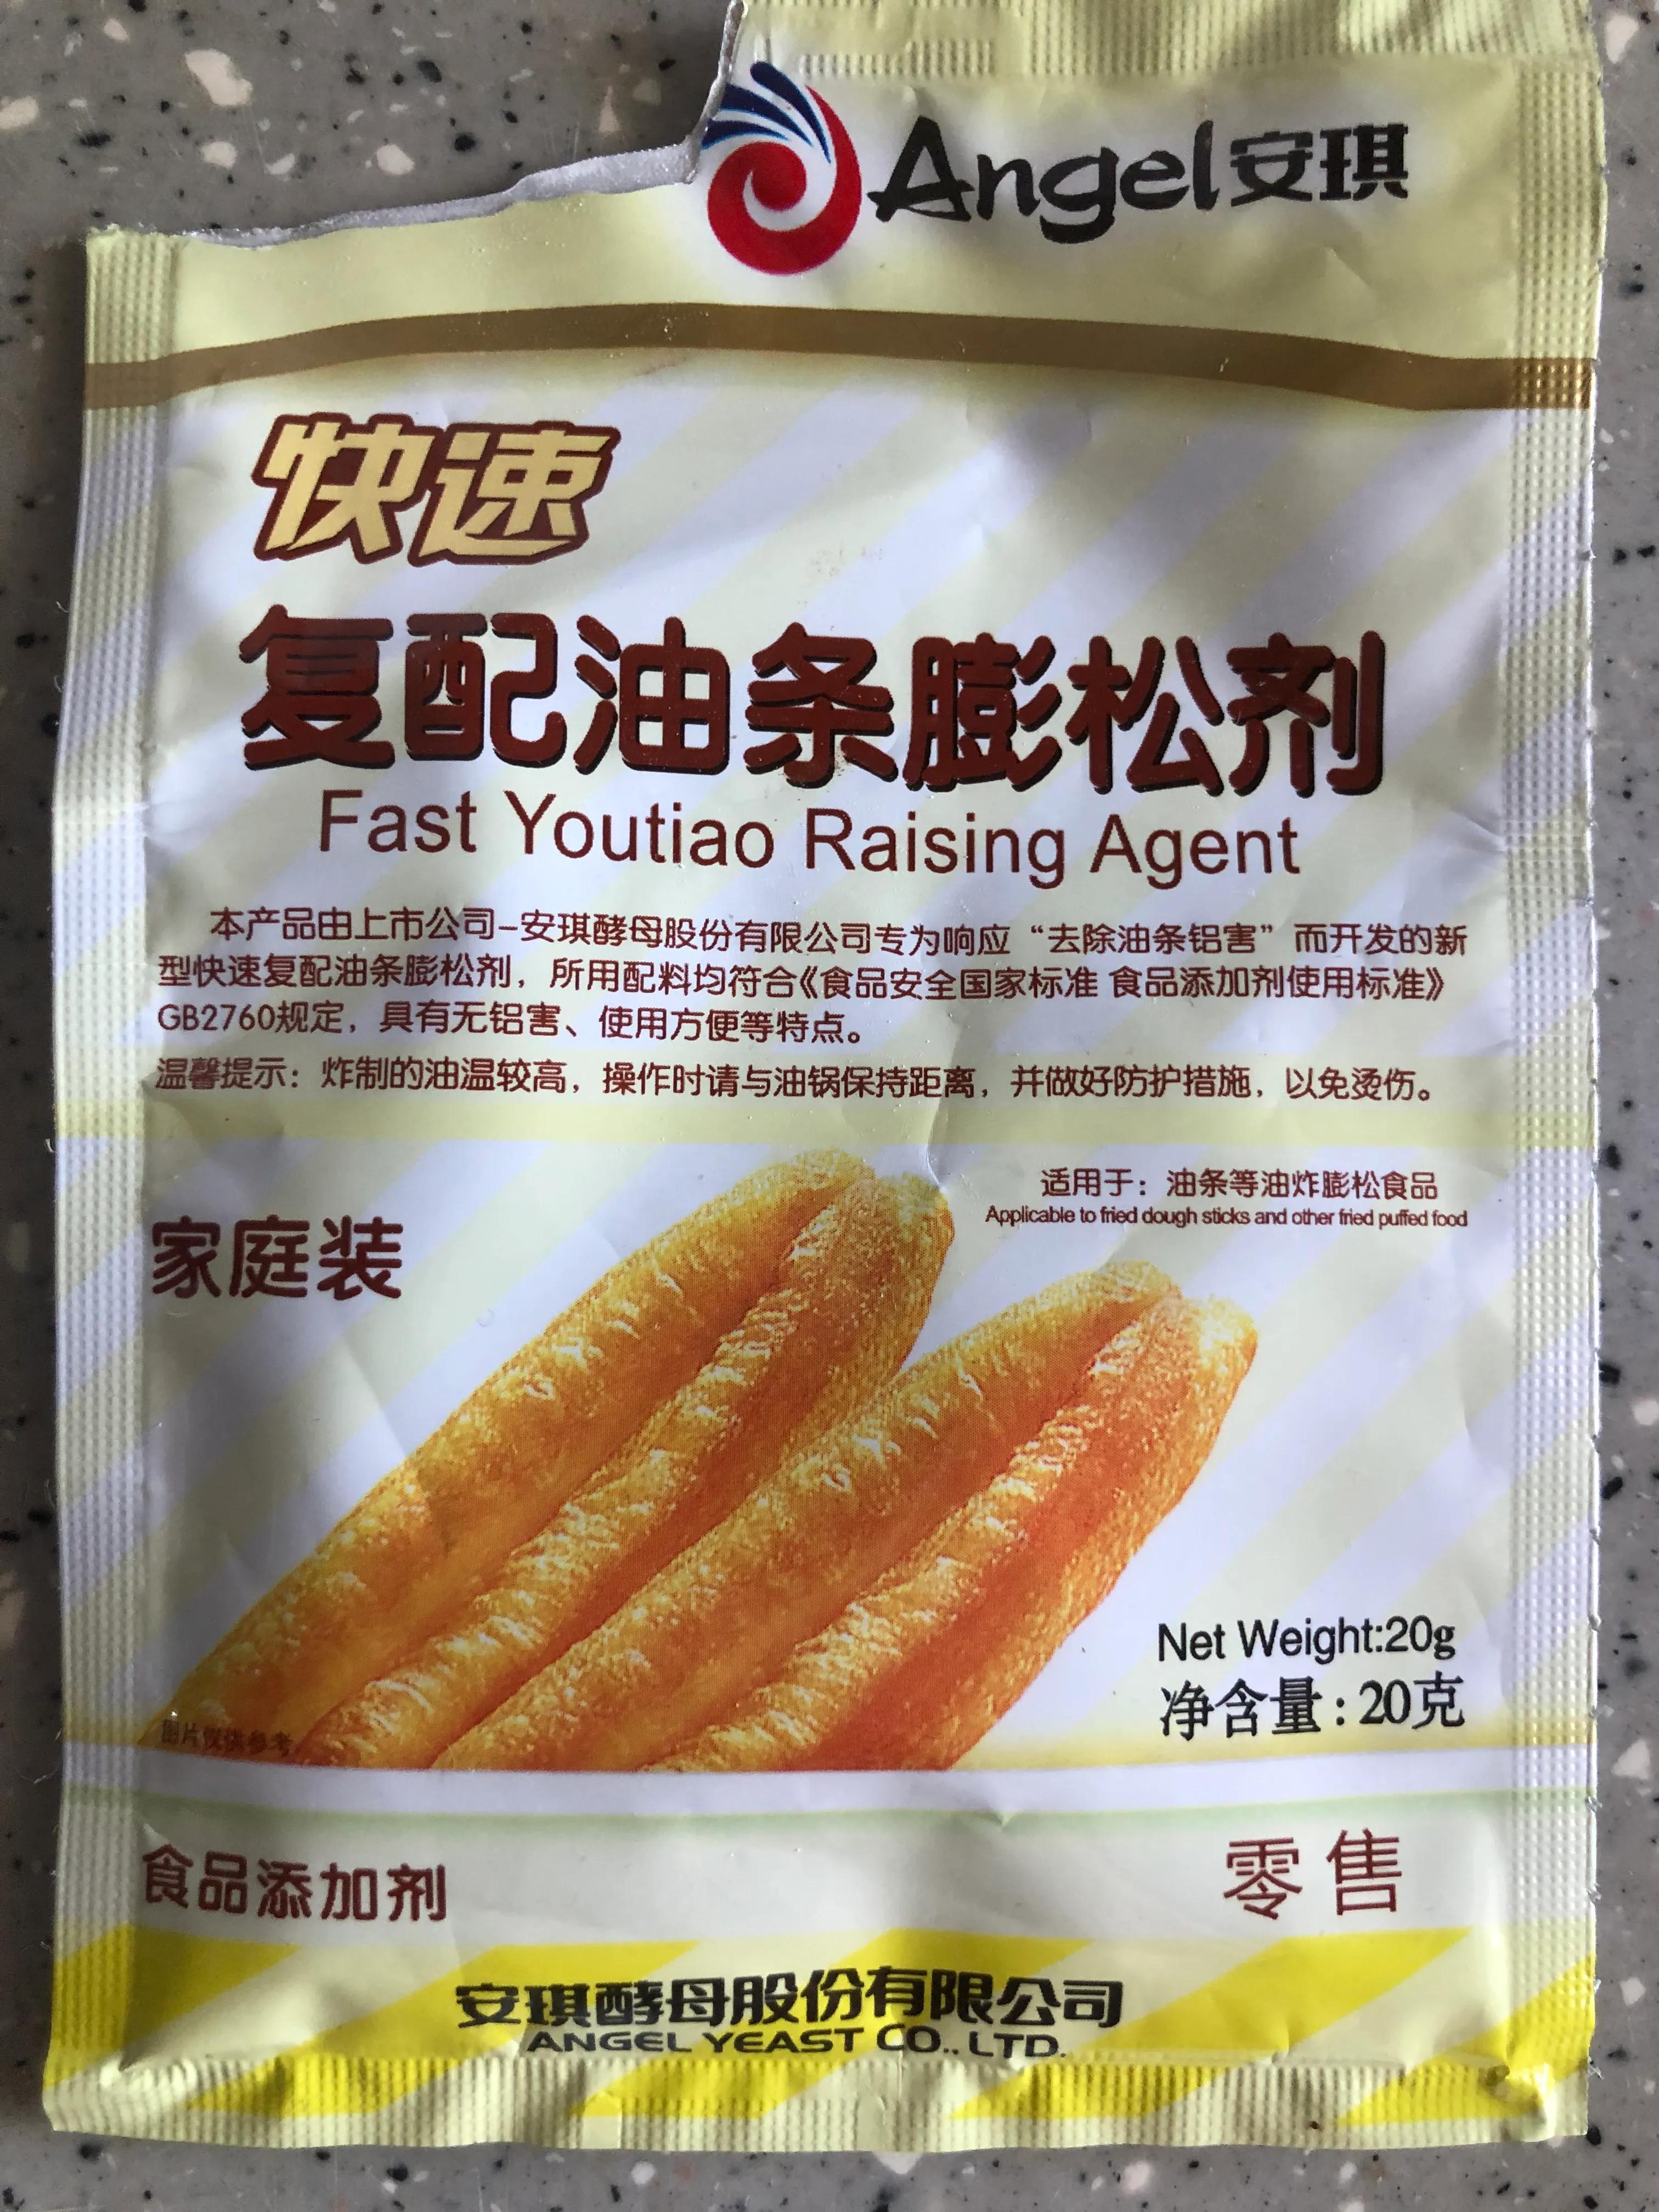 Angel安琪
快速
复配油条膨松剂
Fast Youtiao Raising Agent
本产品由上市公司-安琪酵母股份有限公司专为响应“去除油条铝害”而开发的新
型快速复配油条膨松剂，所用配料均符合《食品安全国家标准 食品添加剂使用标准》
GB2760规定，具有无铝害、使用方便等特点。
温馨提示：炸制的油温较高，操作时请与油锅保持距离，并做好防护措施，以免烫伤。
适用于：油条等油炸膨松食品
Applicable to fried dough sticks and other fried puffed food
家庭装
Net Weight:20g
净含量：20克
图片仅供参考
食品添加剂
零售
安琪酵母股份有限公司
ANGEL YEAST CO.,LTD.